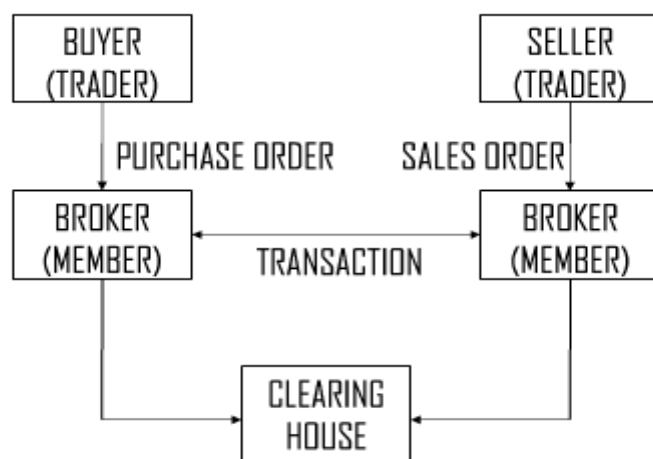 BUYER
(TRADER)
SELLER
(TRADER)
PURCHASE ORDER
SALES ORDER
BROKER
(MEMBER)
TRANSACTION
BROKER
(MEMBER)
CLEARING
HOUSE